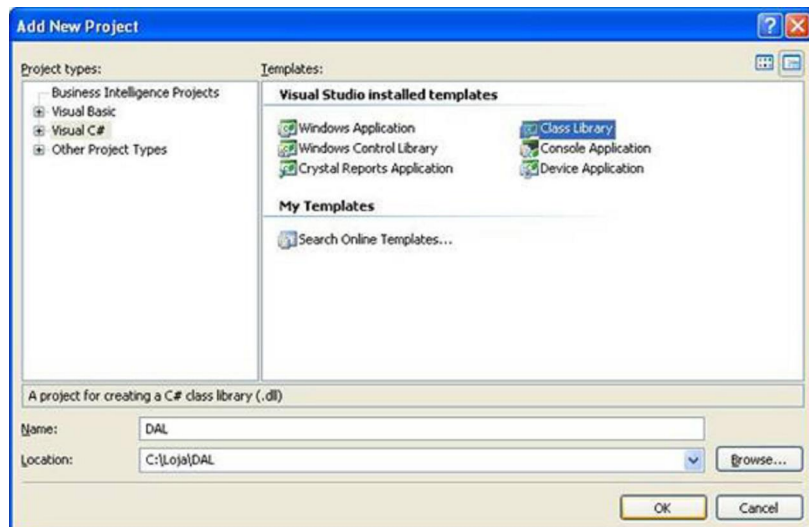 Add New Project
Project types:
Templates:
Business Intelligence Projects
Visual Basic
Visual C#
Other Project Types
Visual Studio installed templates
Windows Application
Class Library
Windows Control Library
Console Application
Crystal Reports Application
Device Application
My Templates
Search Online Templates...
A project for creating a C# class library (.dll)
Name:
DAL
Location:
C:\Loja\DAL
Browse...
OK
Cancel